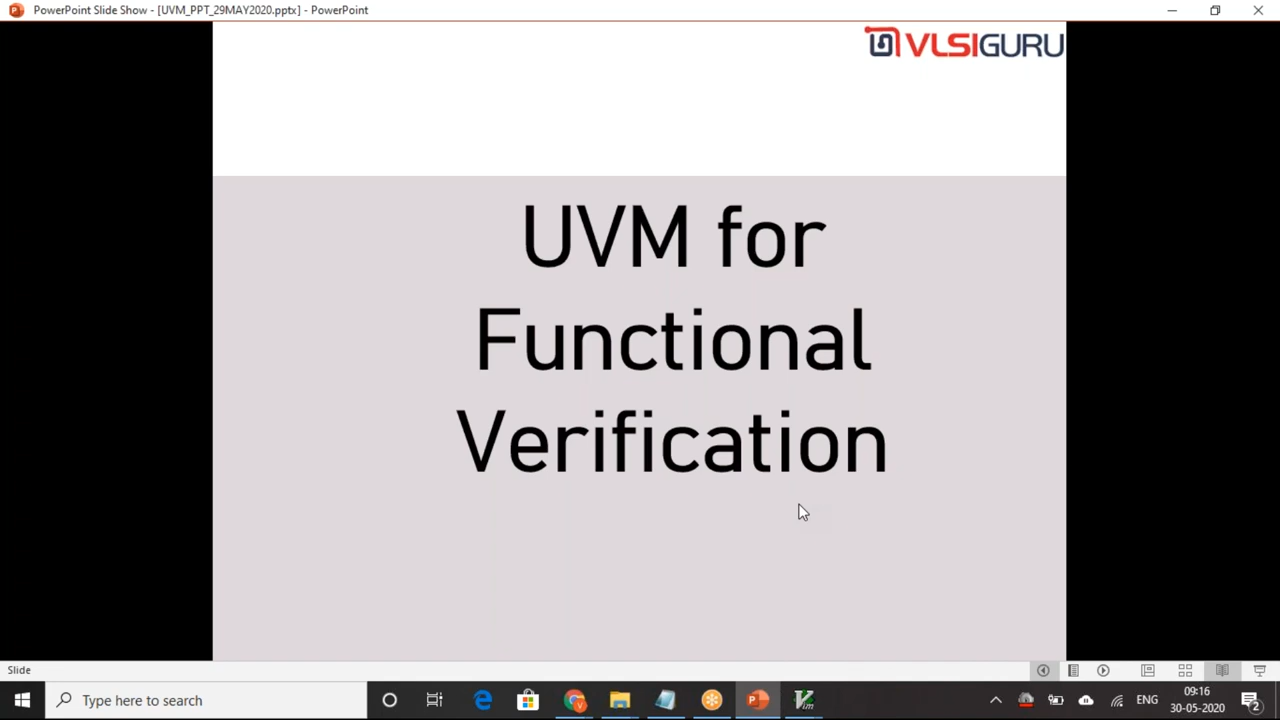 PowerPoint Slide Show - [UVM_PPT_29MAY2020.pptx] - PowerPoint
VLSIGURU
UVM for
Functional
Verification
Slide
Type here to search
ENG
09:16
30-05-2020
2